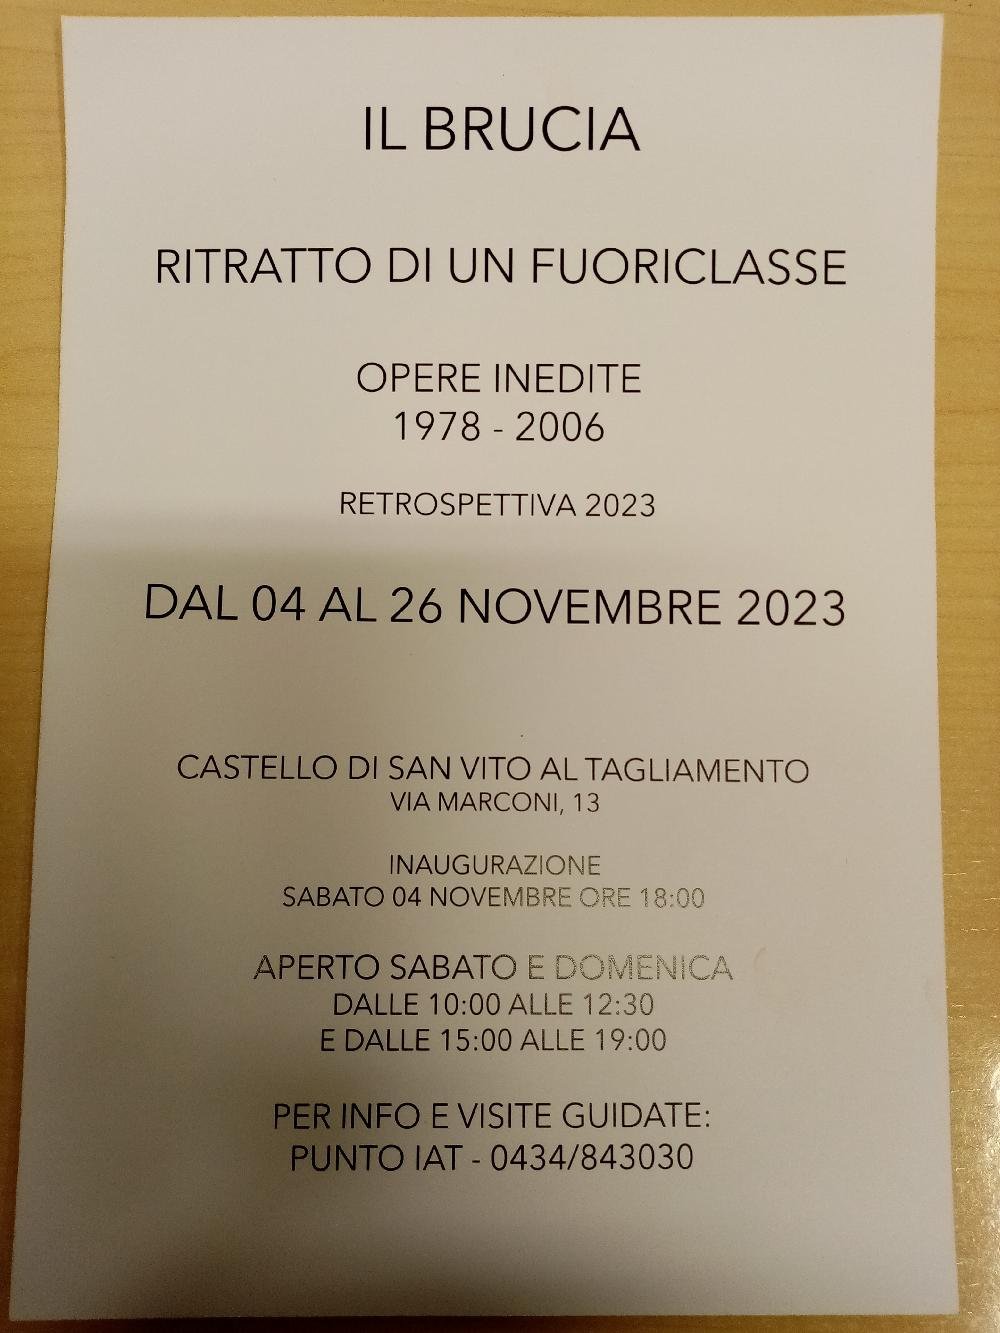 IL BRUCIA
RITRATTO DI UN FUORICLASSE
OPERE INEDITE
1978 - 2006
RETROSPETTIVA 2023
DAL 04 AL 26 NOVEMBRE 2023
CASTELLO DI SAN VITO AL TAGLIAMENTO
VIA MARCONI, 13
INAUGURAZIONE
SABATO 04 NOVEMBRE ORE 18:00
APERTO SABATO E DOMENICA
DALLE 10:00 ALLE 12:30
E DALLE 15:00 ALLE 19:00
PER INFO E VISITE GUIDATE:
PUNTO IAT - 0434/843030